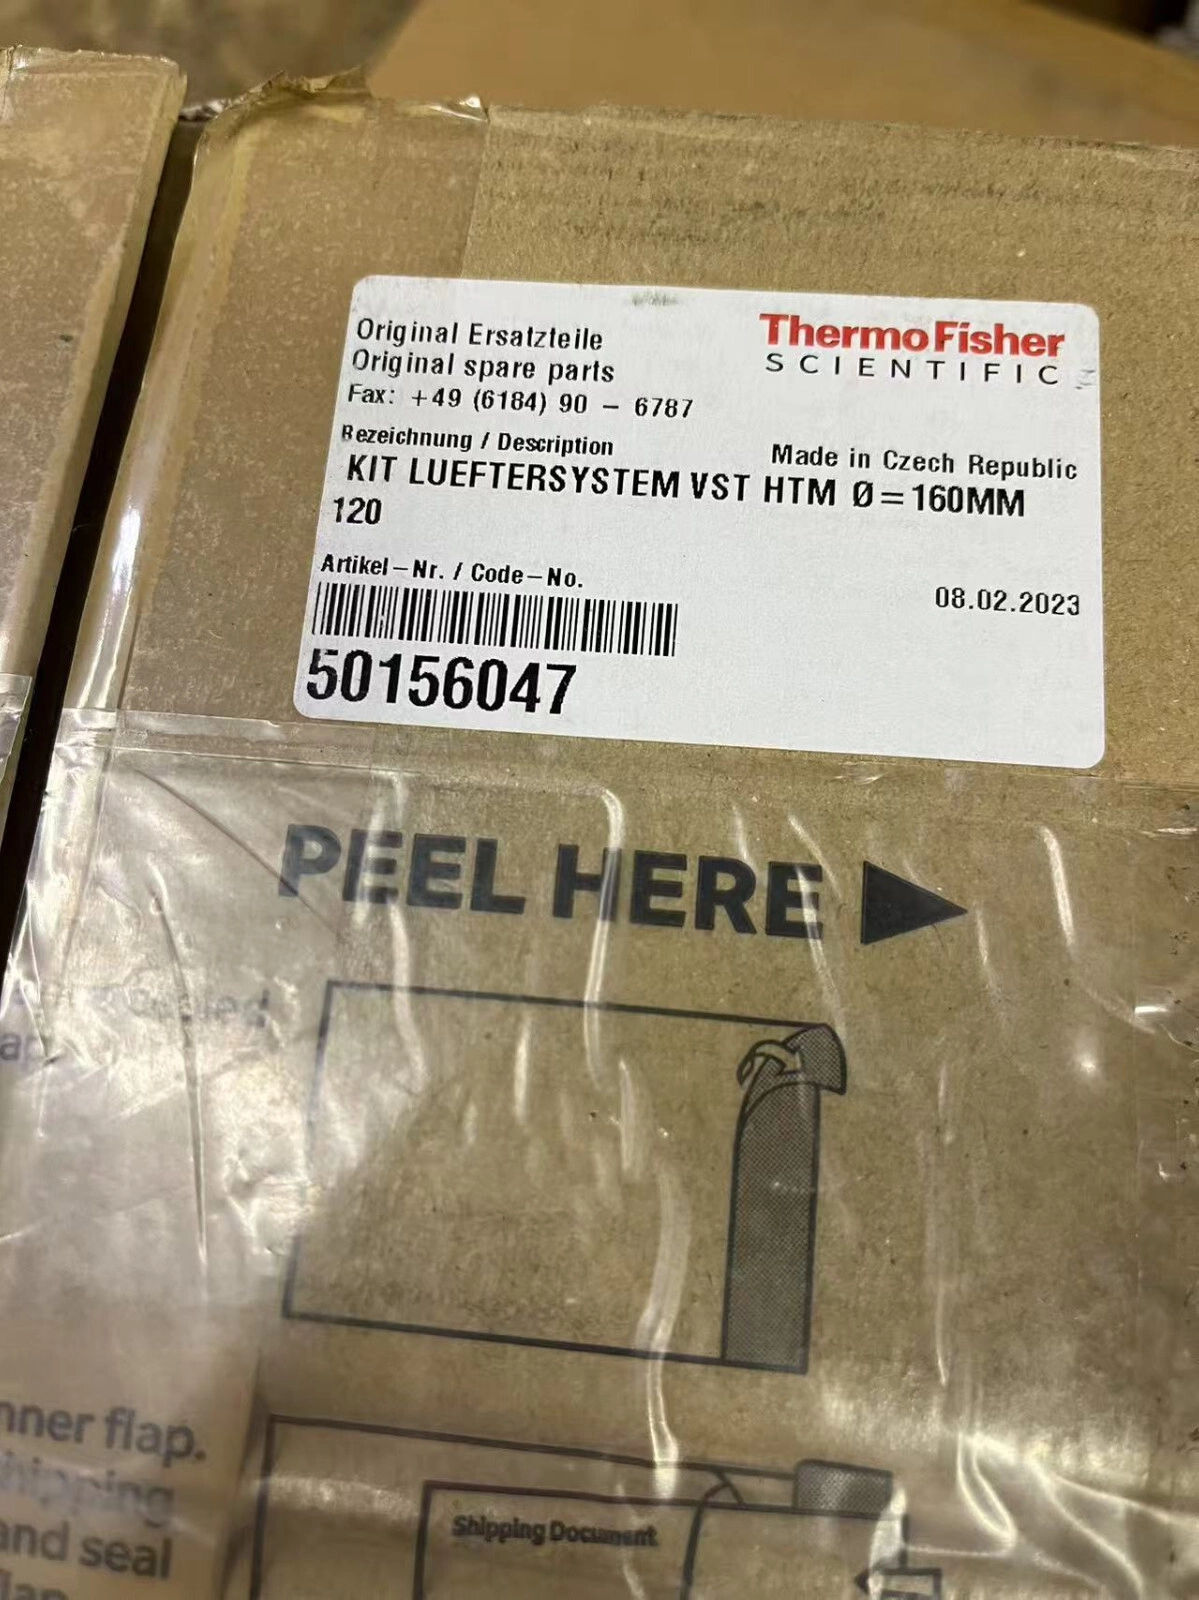 Original Ersatzteile
Original spare parts
Fax: +49 (6184) 90 - 6787
ThermoFisher
SCIENTIFIC
Bezeichnung / Description
Made in Czech Republic
KIT LUEFTERSYSTEM VST HTM Ø=160MM
120
Artikel-Nr. / Code-No.
08.02.2023
50156047
PEEL HERE
nner flap.
hipping
and seal
Shipping Document